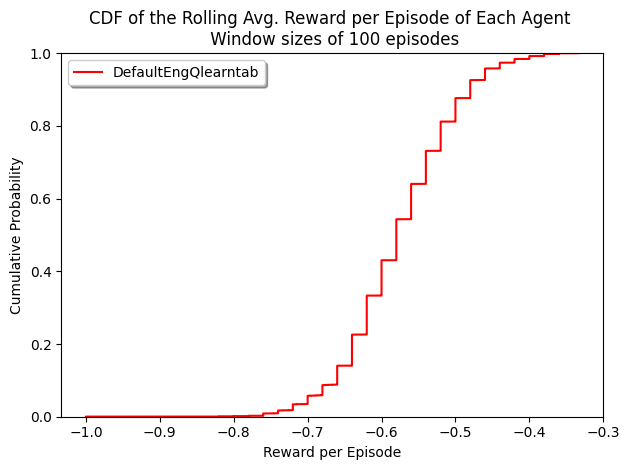 CDF of the Rolling Avg. Reward per Episode of Each Agent
Window sizes of 100 episodes
DefaultEngQlearntab
Cumulative Probability
1.0
0.8
0.6
0.4
0.2
0.0
−1.0 −0.9 −0.8 −0.7 −0.6 −0.5 −0.4 −0.3
Reward per Episode